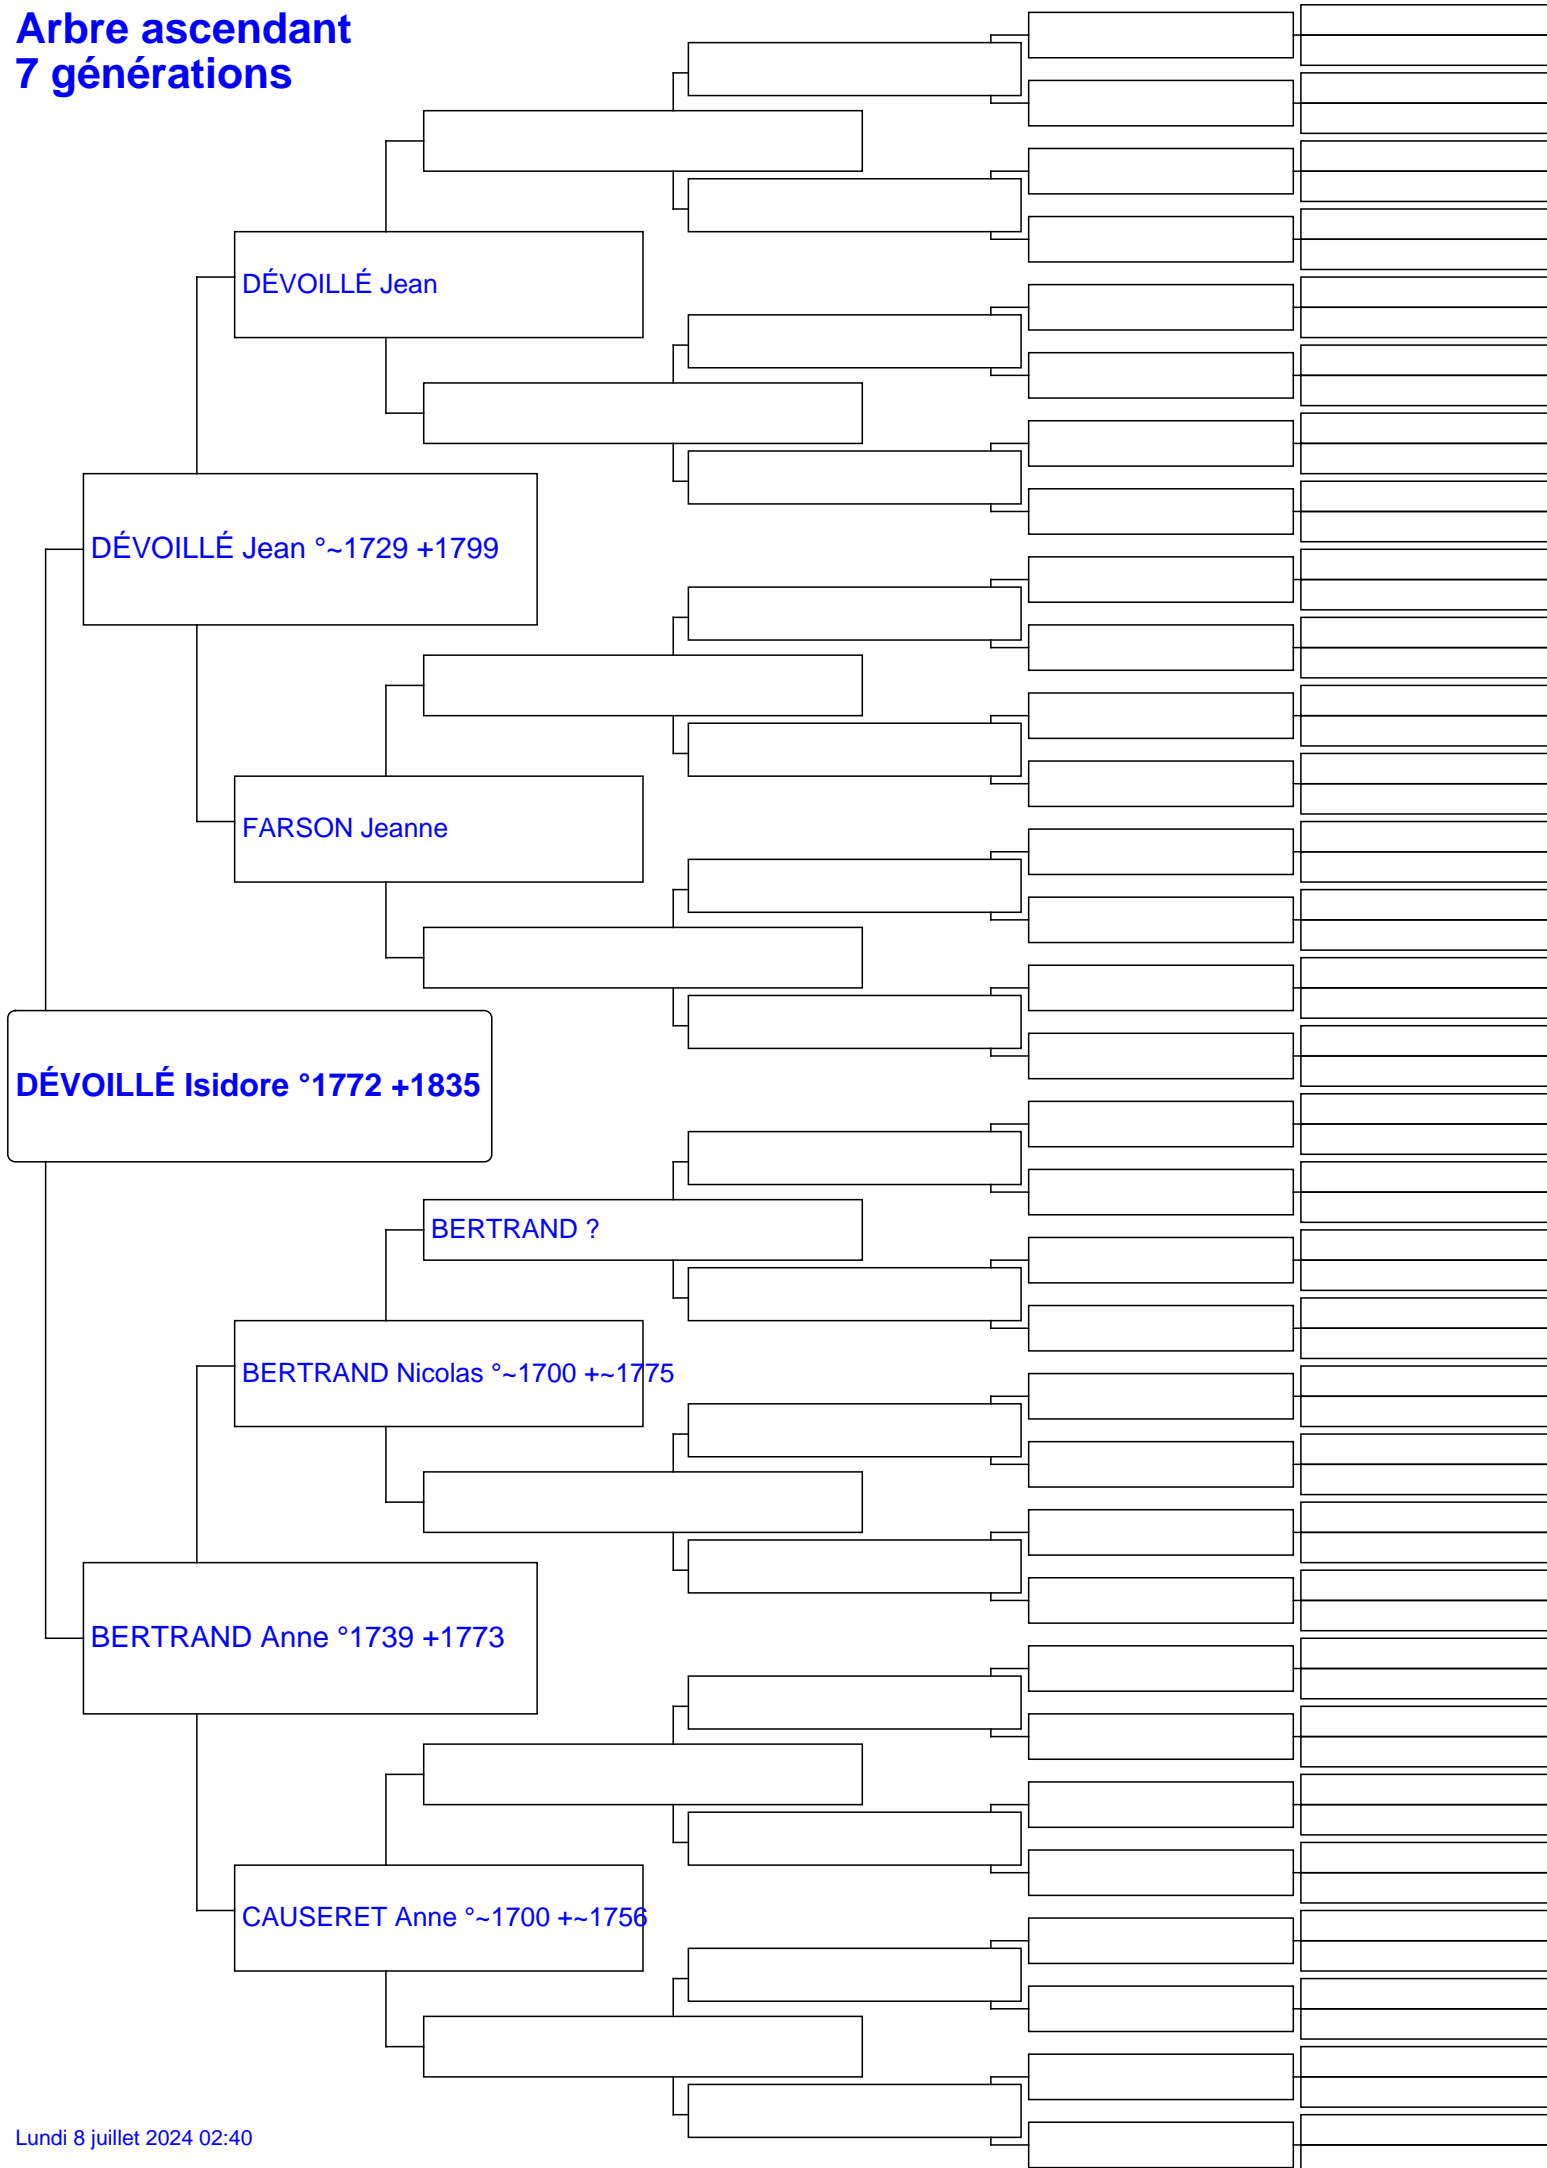 Arbre ascendant
7 générations
DÉVOILLÉ Jean
DÉVOILLÉ Jean °~1729 +1799
FARSON Jeanne
DÉVOILLÉ Isidore °1772 +1835
BERTRAND ?
BERTRAND Nicolas °~1700 +~1775
BERTRAND Anne °1739 +1773
CAUSERET Anne °~1700 +~1756
Lundi 8 juillet 2024 02:40